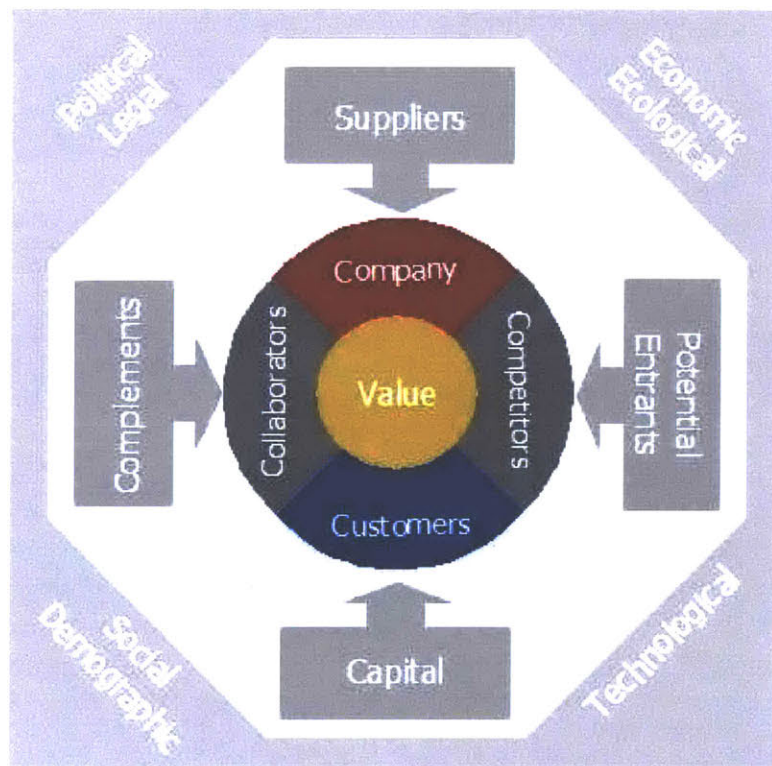 Political
Legal
Economic
Ecological
Suppliers
Company
Complements
Collaborators
Value
Competitors
Potential
Entrants
Customers
Capital
Social
Demographic
Technological